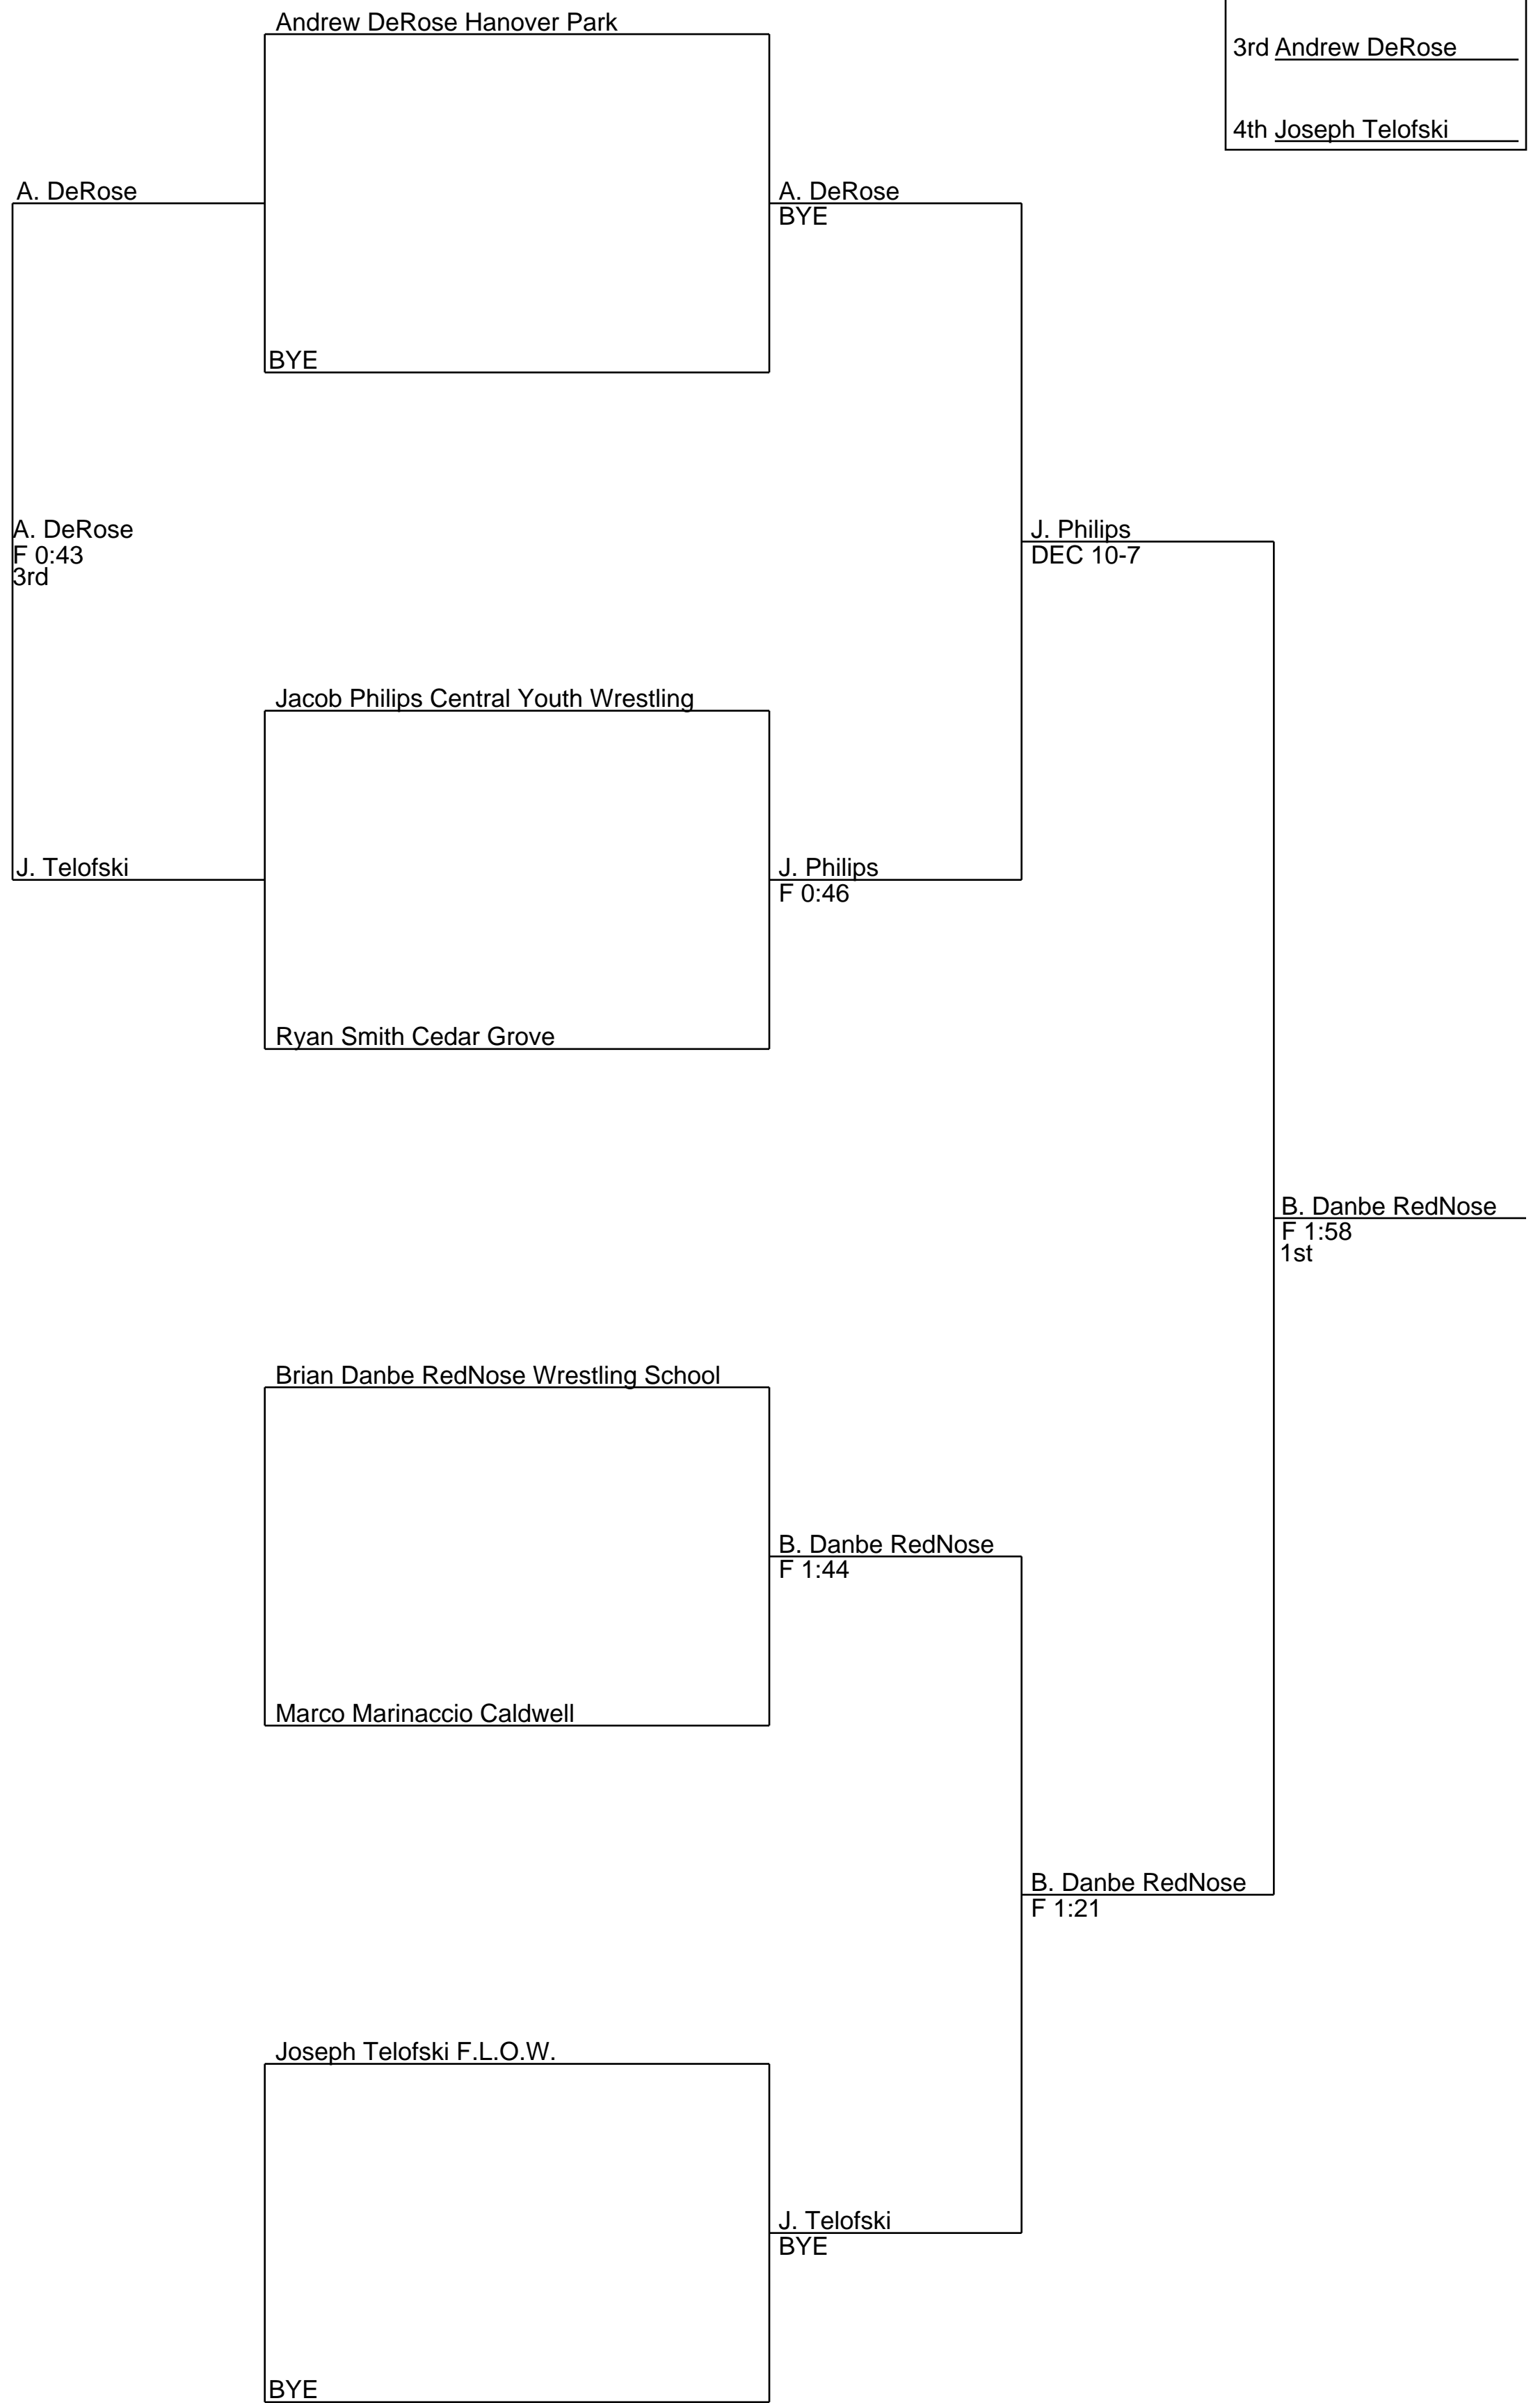 Andrew DeRose Hanover Park
3rd Andrew DeRose
4th Joseph Telofski
A. DeRose
A. DeRose
BYE
BYE
A. DeRose
F 0:43
3rd
J. Philips
DEC 10-7
Jacob Philips Central Youth Wrestling
J. Telofski
J. Philips
F 0:46
Ryan Smith Cedar Grove
B. Danbe RedNose
F 1:58
1st
Brian Danbe RedNose Wrestling School
B. Danbe RedNose
F 1:44
Marco Marinaccio Caldwell
B. Danbe RedNose
F 1:21
Joseph Telofski F.L.O.W.
J. Telofski
BYE
BYE